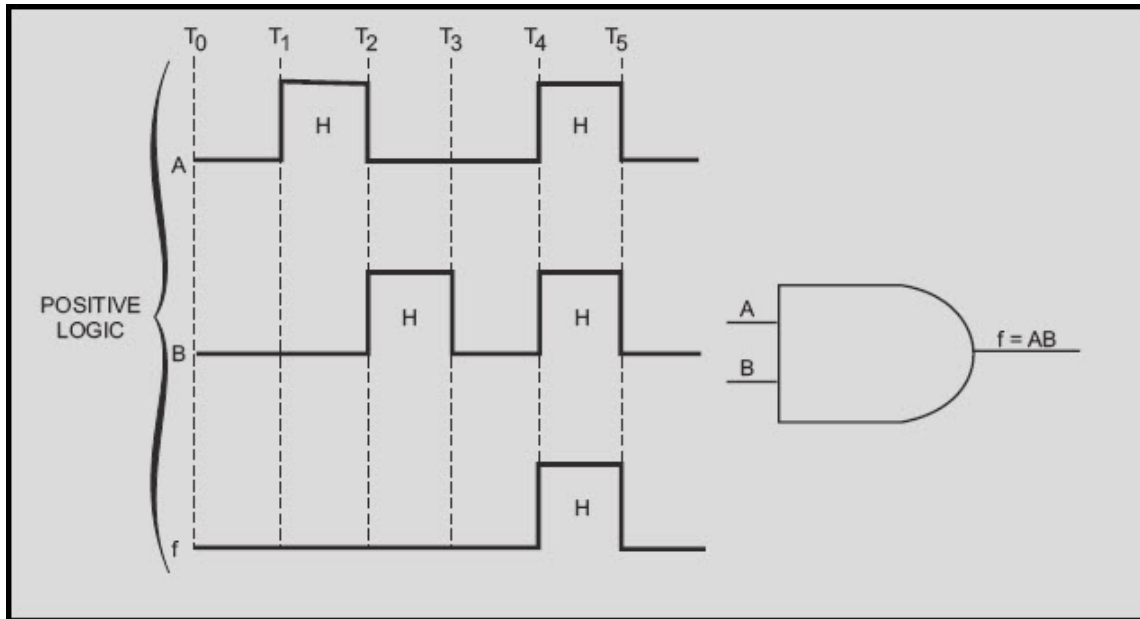 T0 T1 T2 T3 T4 T5
H H
A
H H
POSITIVE
LOGIC
B
A
B
f = AB
H
f